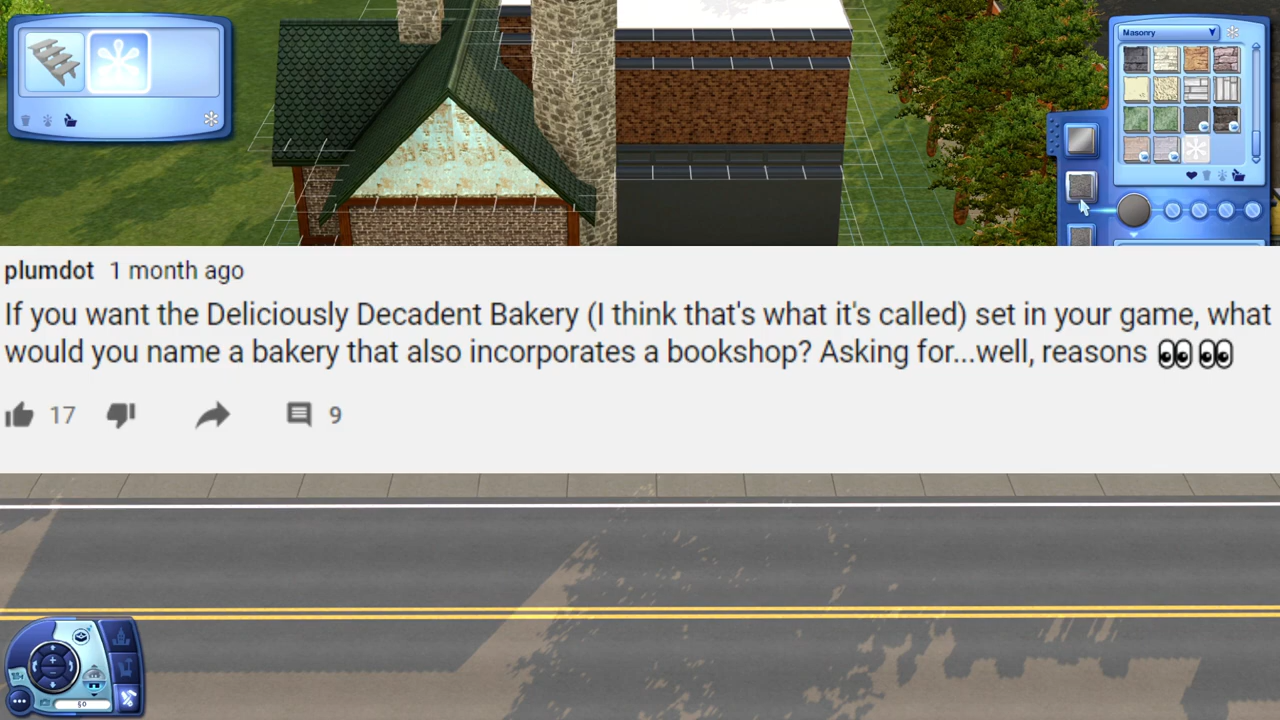 Masonry
plumdot 1 month ago
If you want the Deliciously Decadent Bakery (I think that's what it's called) set in your game, what
would you name a bakery that also incorporates a bookshop? Asking for...well, reasons 👀 👀
17 9
§0